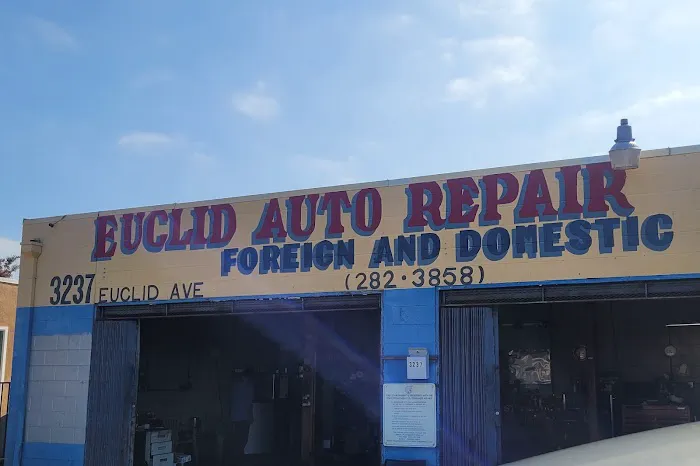 EUCLID AUTO REPAIR
FOREIGN AND DOMESTIC
3237 EUCLID AVE (282·3858)
3237